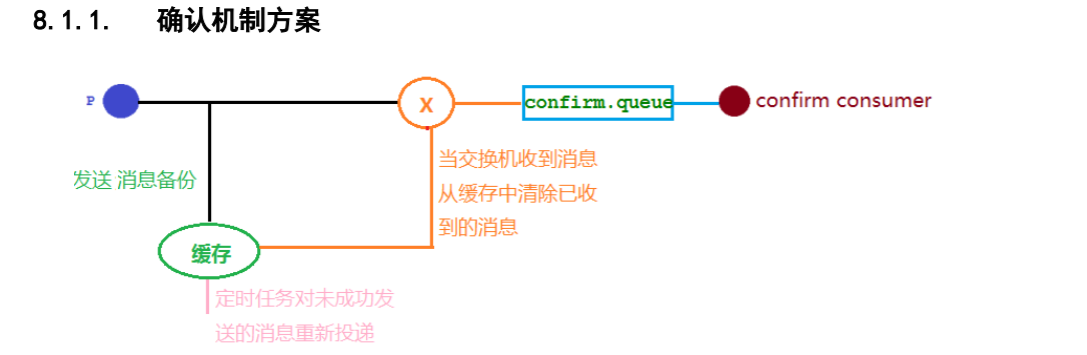 8.1.1. 确认机制方案
P
X
confirm.queue
confirm consumer
发送 消息备份
当交换机收到消息
从缓存中清除已收
到的消息
缓存
定时任务对未成功发
送的消息重新投递